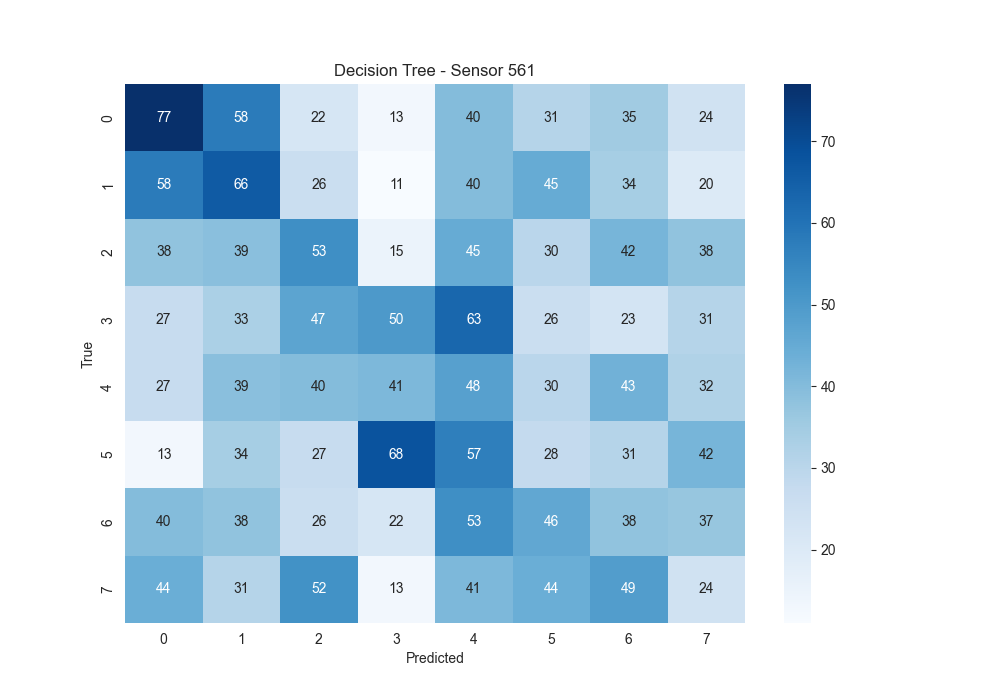 Decision Tree - Sensor 561
0 77 58 22 13 40 31 35 24
1 58 66 26 11 40 45 34 20
2 38 39 53 15 45 30 42 38
3 27 33 47 50 63 26 23 31
4 27 39 40 41 48 30 43 32
5 13 34 27 68 57 28 31 42
6 40 38 26 22 53 46 38 37
7 44 31 52 13 41 44 49 24
True
0 1 2 3 4 5 6 7
Predicted
70
60
50
40
30
20